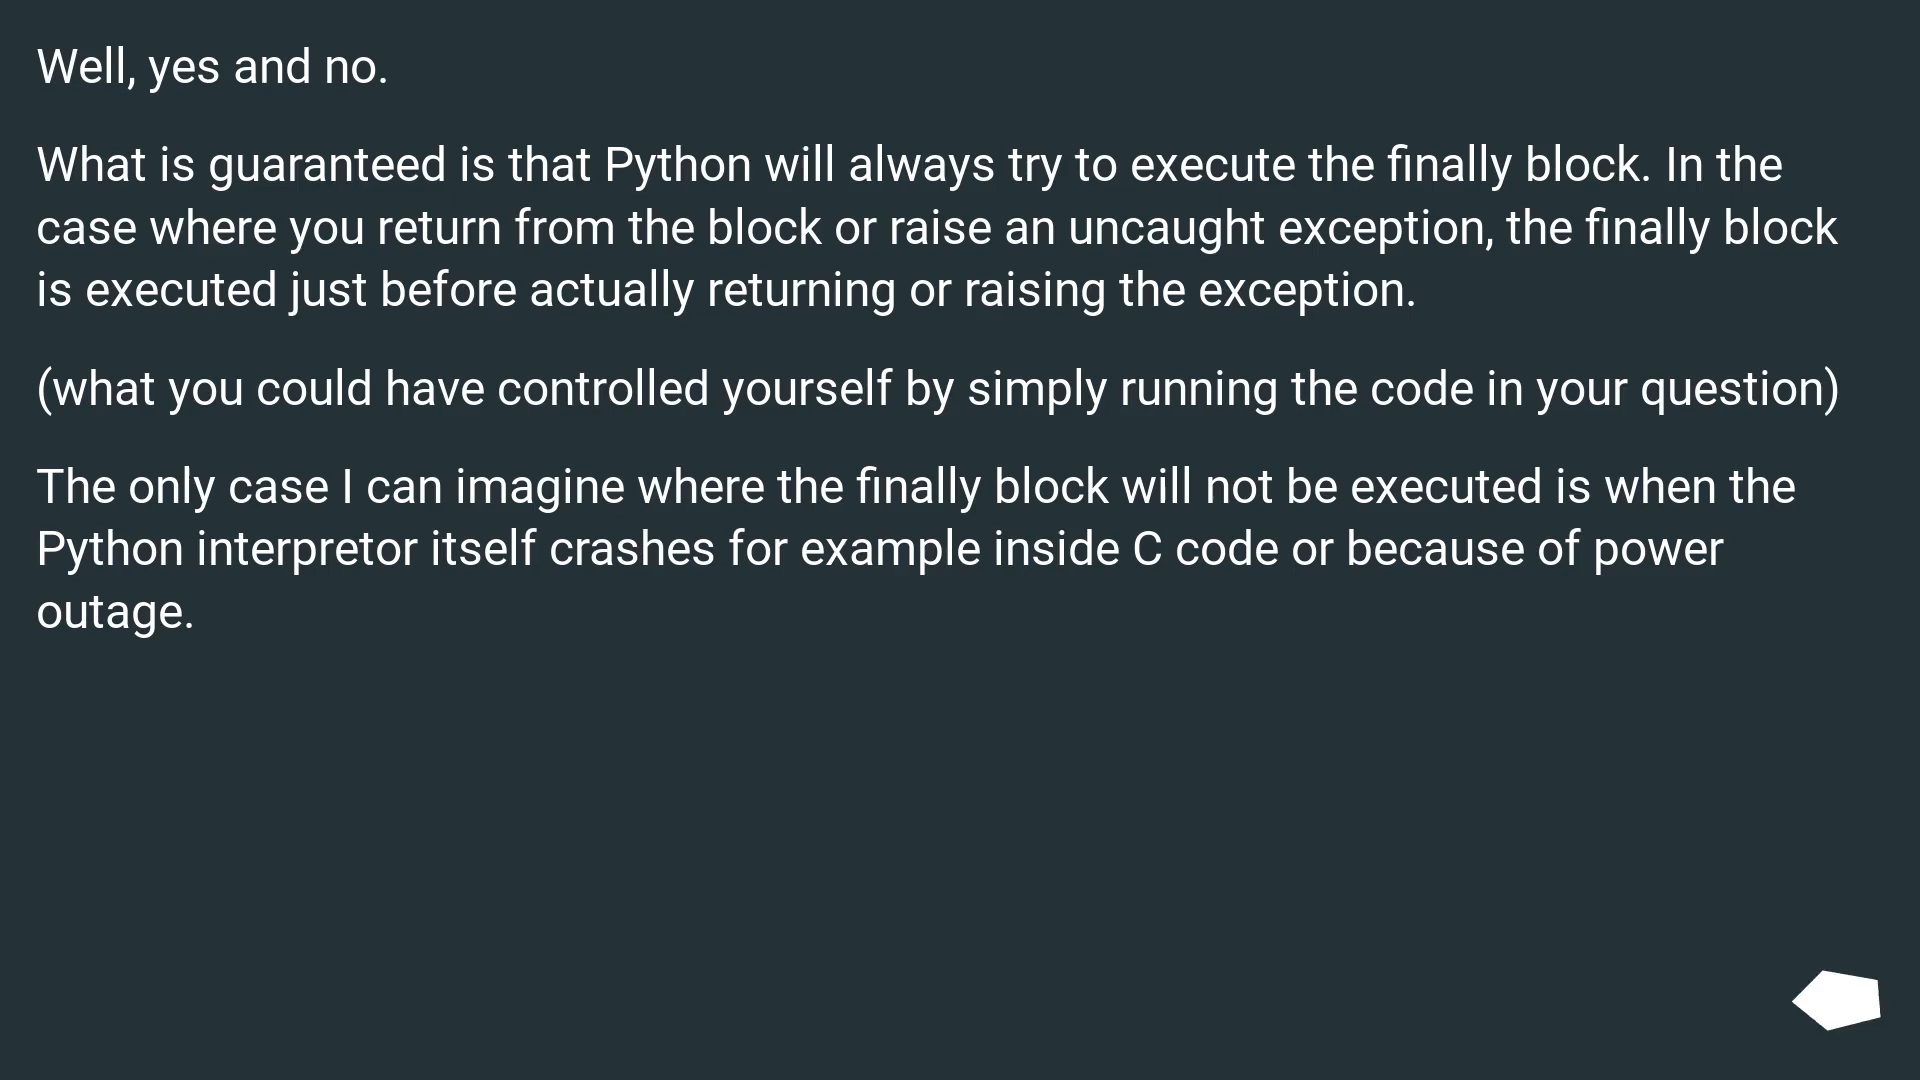 Well, yes and no.
What is guaranteed is that Python will always try to execute the finally block. In the
case where you return from the block or raise an uncaught exception, the finally block
is executed just before actually returning or raising the exception.
(what you could have controlled yourself by simply running the code in your question)
The only case I can imagine where the finally block will not be executed is when the
Python interpretor itself crashes for example inside C code or because of power
outage.